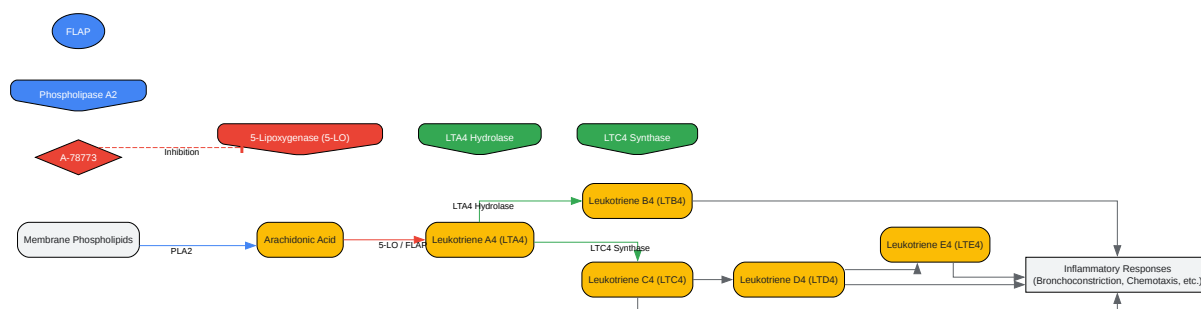 FLAP
Phospholipase A2
5-Lipoxygenase (5-LO)
LTA4 Hydrolase
LTC4 Synthase
A-78773
Inhibition
Leukotriene B4 (LTB4)
LTA4 Hydrolase
Membrane Phospholipids
PLA2
Arachidonic Acid
5-LO / FLAP
Leukotriene A4 (LTA4)
LTC4 Synthase
Leukotriene E4 (LTE4)
Leukotriene C4 (LTC4)
Leukotriene D4 (LTD4)
Inflammatory Responses
(Bronchoconstriction, Chemotaxis, etc.)